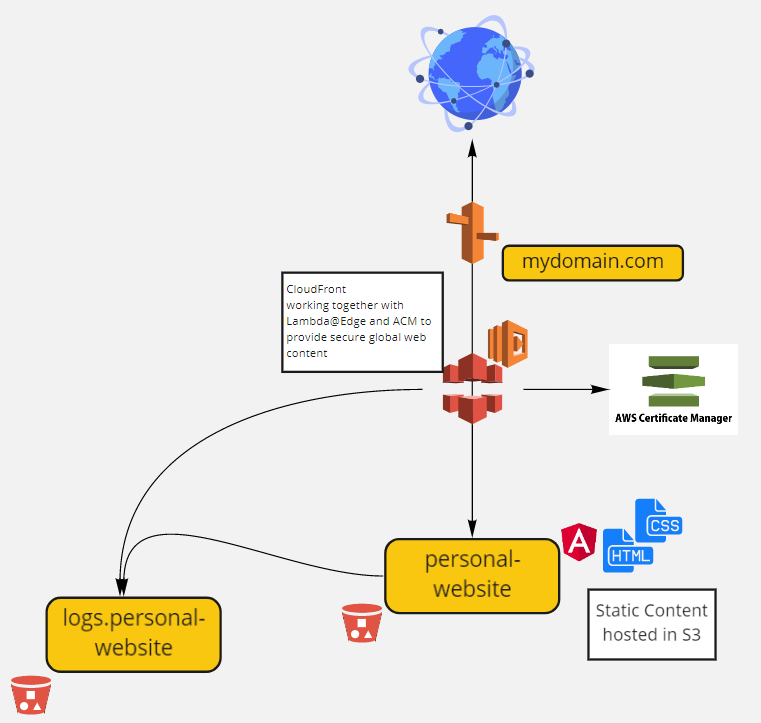 mydomain.com
CloudFront
working together with
Lambda@Edge and ACM to
provide secure global web
content
AWS Certificate Manager
personal-
website
A
HTML
CSS
Static Content
hosted in S3
logs.personal-
website